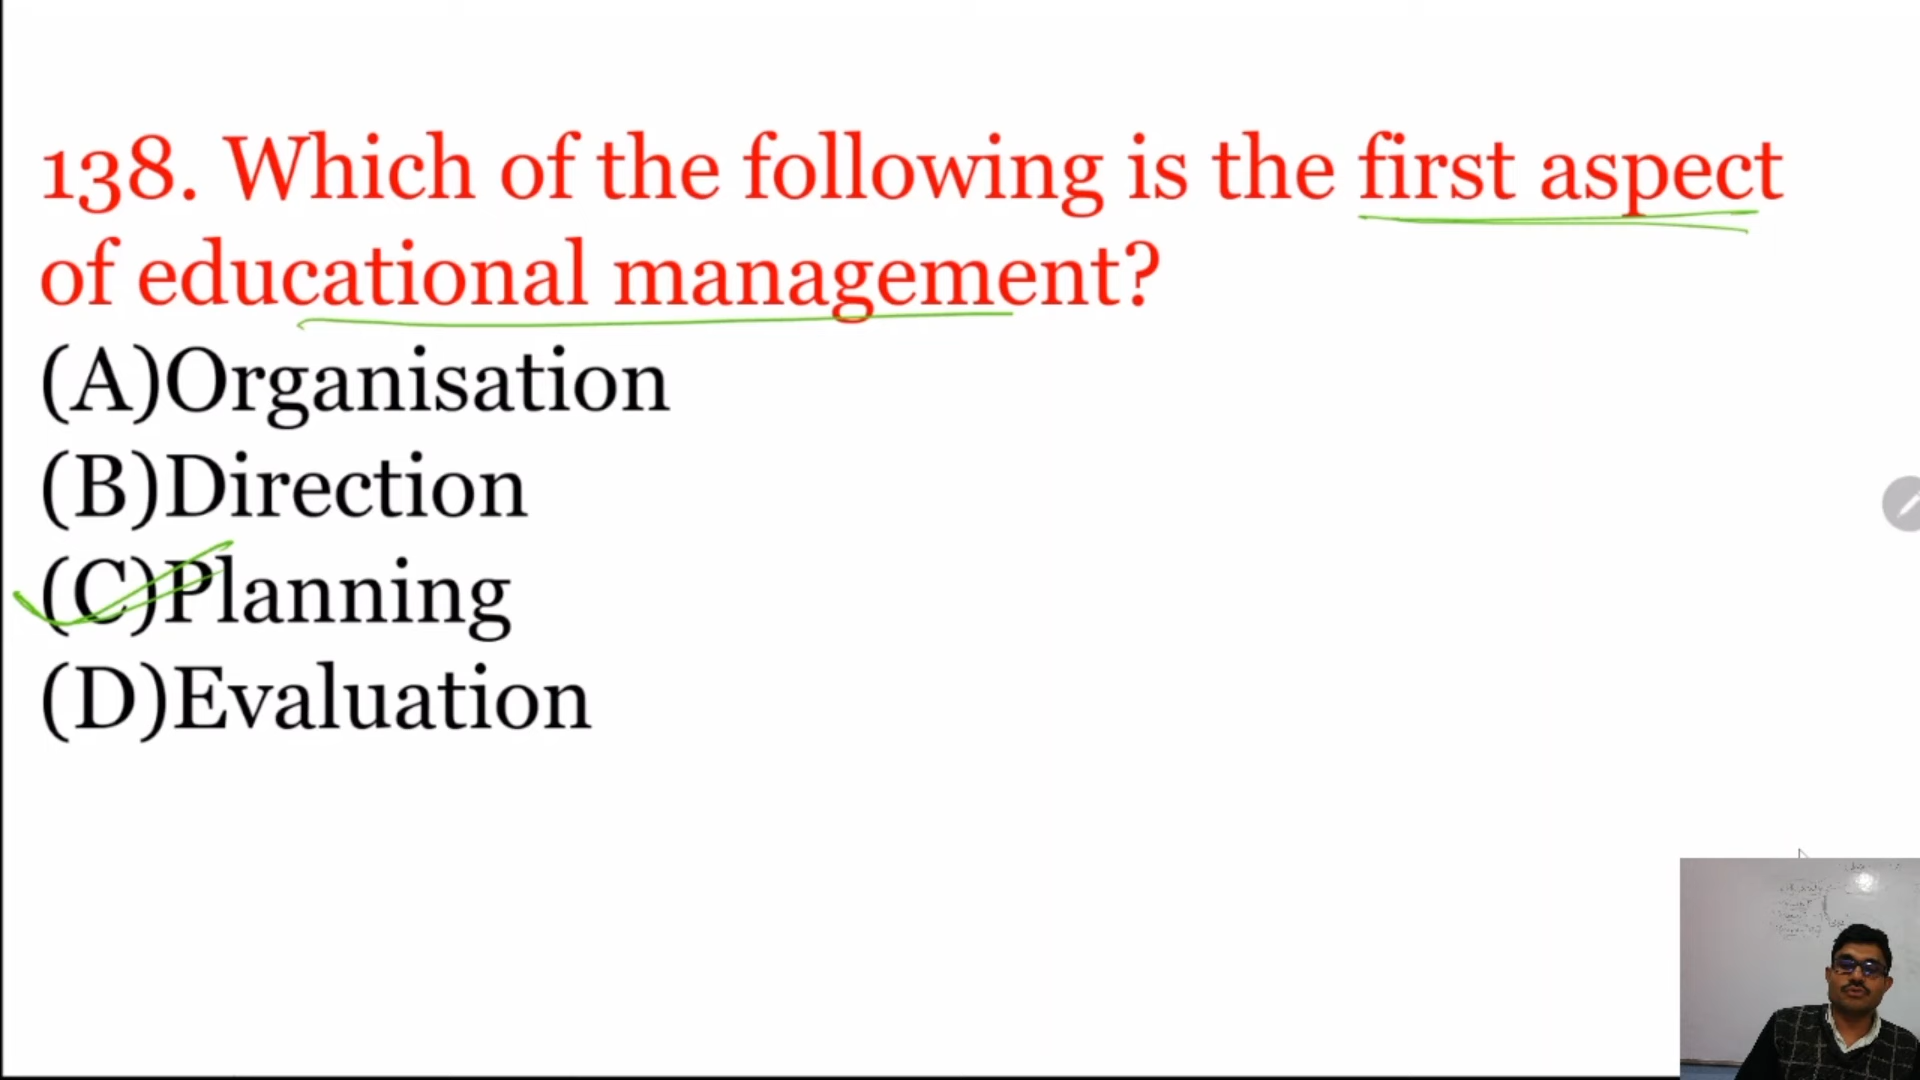 138. Which of the following is the first aspect
of educational management?
(A)Organisation
(B)Direction
(C)Planning
(D)Evaluation